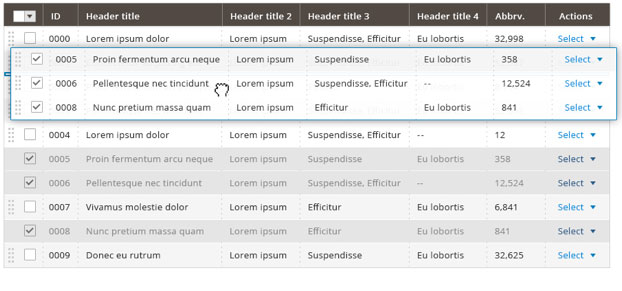 ID Header title Header title 2 Header title 3 Header title 4 Abbrv. Actions
0000 Lorem ipsum dolor Lorem ipsum Suspendisse, Efficitur Eu lobortis 32,998 Select
0005 Proin fermentum arcu neque Lorem ipsum Suspendisse Eu lobortis 358 Select
0006 Pellentesque nec tincidunt Lorem ipsum Suspendisse, Efficitur -- 12,524 Select
0008 Nunc pretium massa quam Lorem ipsum Efficitur Eu lobortis 841 Select
0004 Lorem ipsum dolor Lorem ipsum Suspendisse, Efficitur -- 12 Select
0005 Proin fermentum arcu neque Lorem ipsum Suspendisse Eu lobortis 358 Select
0006 Pellentesque nec tincidunt Lorem ipsum Suspendisse, Efficitur -- 12,524 Select
0007 Vivamus molestie dolor Lorem ipsum Efficitur Eu lobortis 6,841 Select
0008 Nunc pretium massa quam Lorem ipsum Efficitur Eu lobortis 841 Select
0009 Donec eu rutrum Lorem ipsum Suspendisse Eu lobortis 32,625 Select